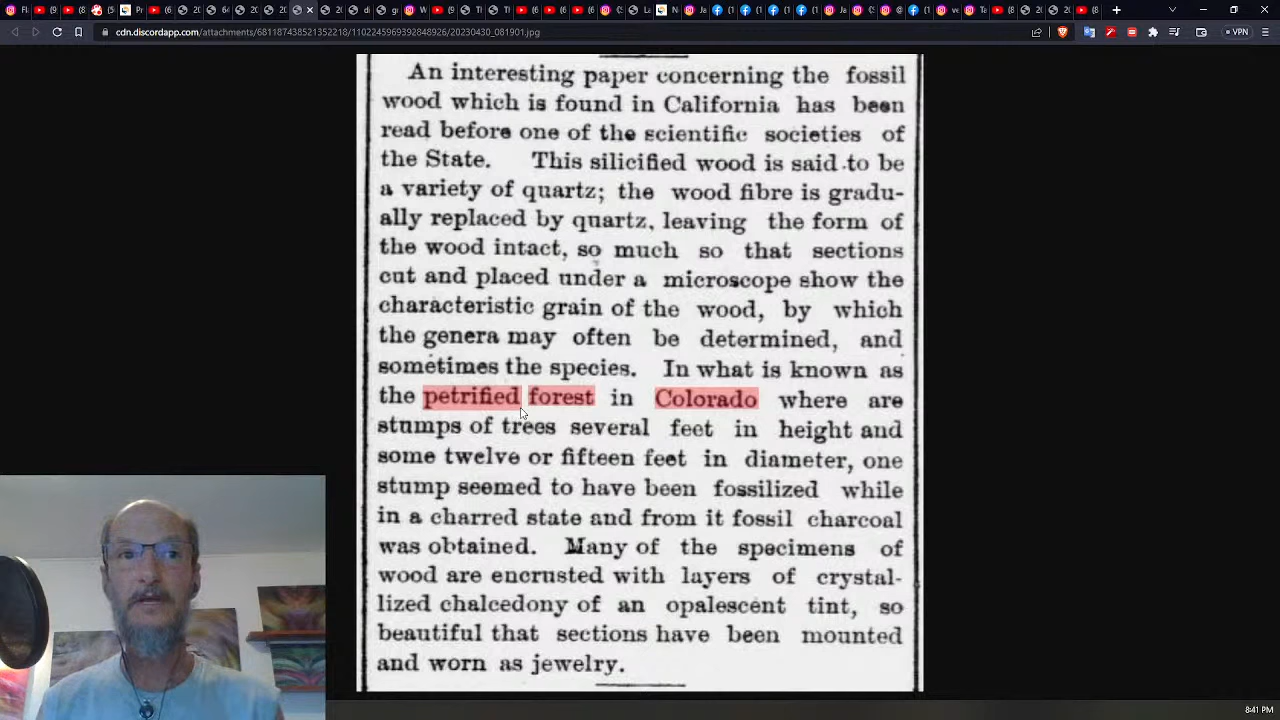 cdn.discordapp.com/attachments/681187438521352218/1102245969392848926/20230430_081901.jpg
VPN
An interesting paper concerning the fossil
wood which is found in California has been
read before one of the scientific societies of
the State. This silicified wood is said to be
a variety of quartz; the wood fibre is gradu-
ally replaced by quartz, leaving the form of
the wood intact, so much so that sections
cut and placed under a microscope show the
characteristic grain of the wood, by which
the genera may often be determined, and
sometimes the species. In what is known as
the petrified forest in Colorado where are
stumps of trees several feet in height and
some twelve or fifteen feet in diameter, one
stump seemed to have been fossilized while
in a charred state and from it fossil charcoal
was obtained. Many of the specimens of
wood are encrusted with layers of crystal-
lized chalcedony of an opalescent tint, so
beautiful that sections have been mounted
and worn as jewelry.
8:41 PM